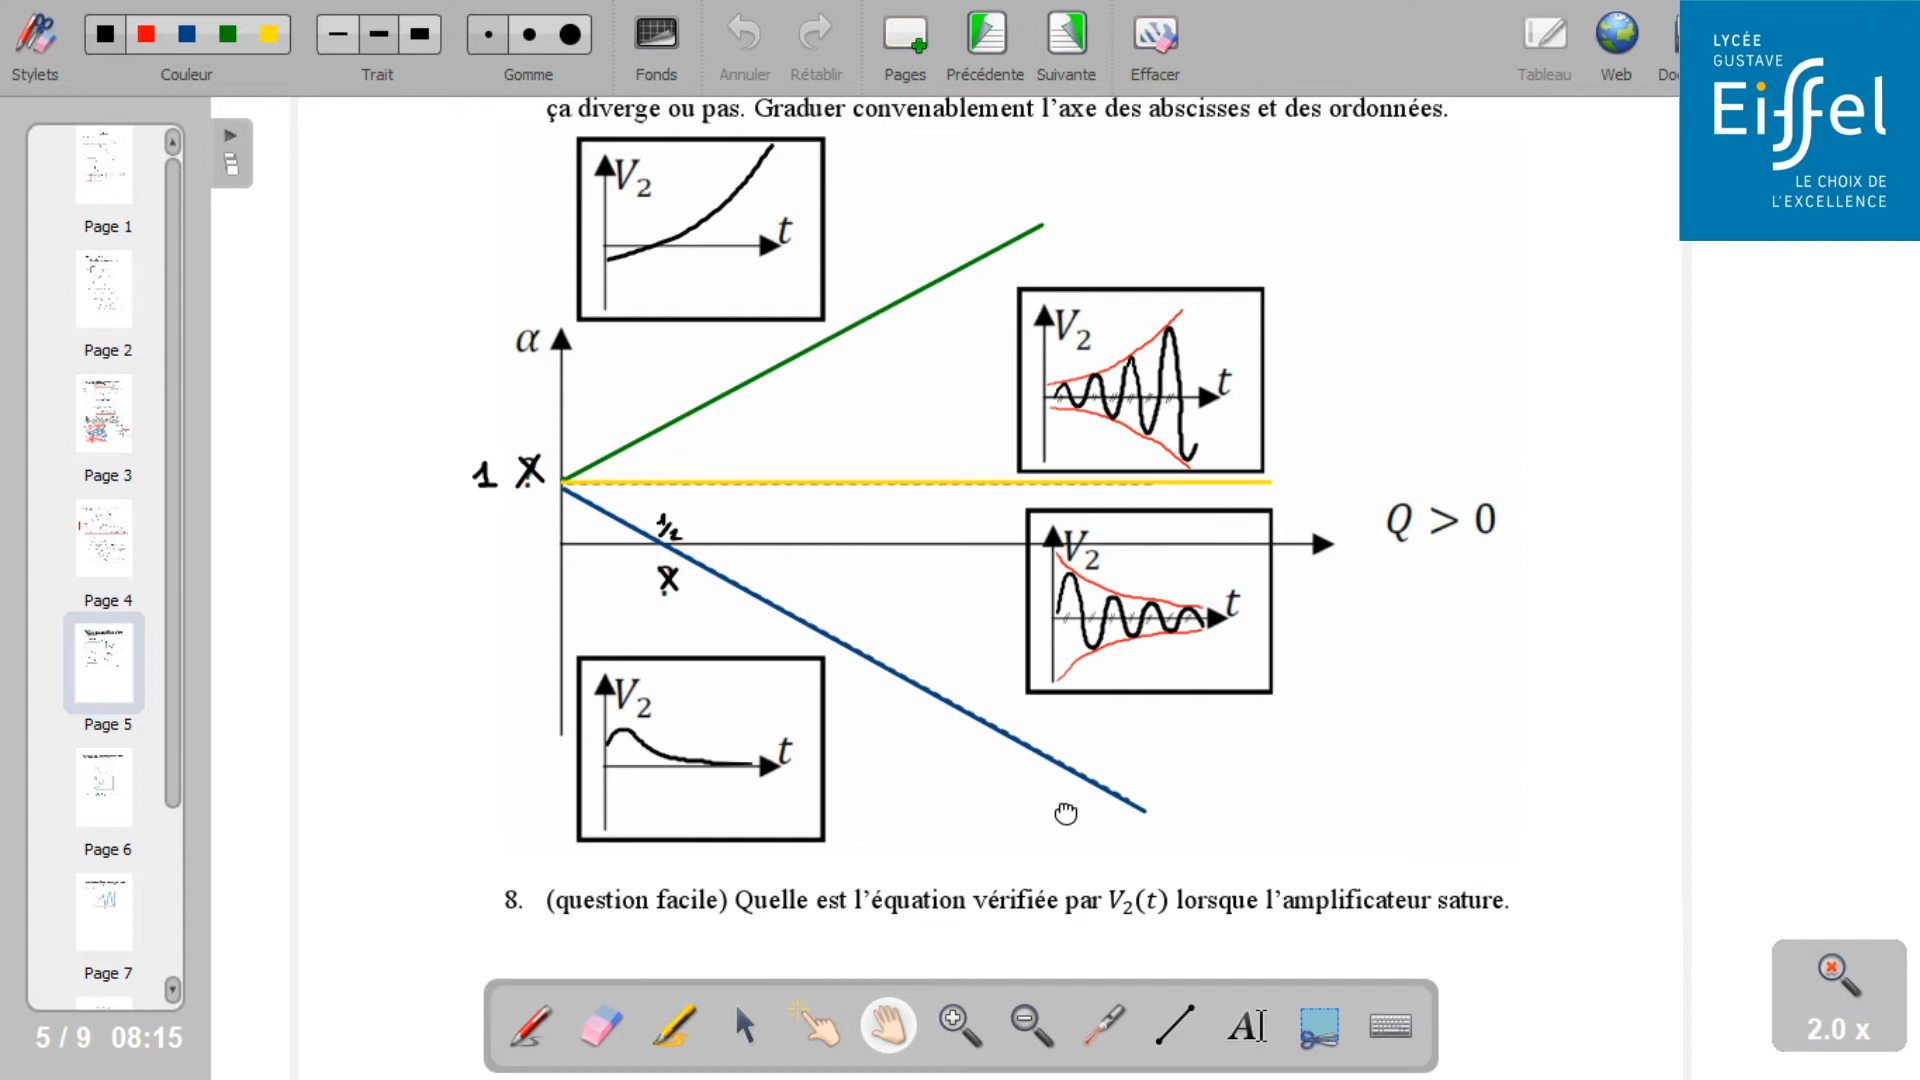 Stylets
Couleur
Trait
Gomme
Fonds
Annuler
Rétablir
Pages
Précédente
Suivante
Effacer
Tableau
Web
LYCÉE
GUSTAVE
Eiffel
LE CHOIX DE
L'EXCELLENCE
ça diverge ou pas. Graduer convenablement l'axe des abscisses et des ordonnées.
V₂
t
α
V₂
t
1
1/2
Q > 0
V₂
t
V₂
t
8. (question facile) Quelle est l'équation vérifiée par V₂(t) lorsque l'amplificateur sature.
Page 1
Page 2
Page 3
Page 4
Page 5
Page 6
Page 7
5 / 9 08:15
AI
2.0 x